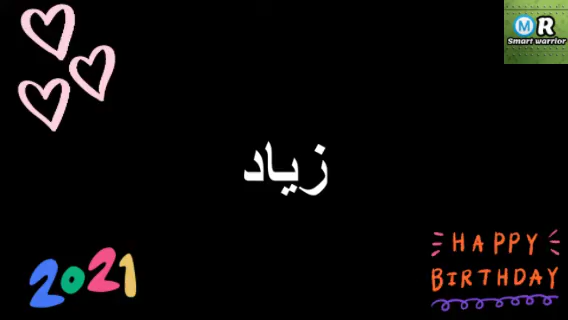 MR
Smart warrior
زياد
2021
HAPPY
BIRTHDAY